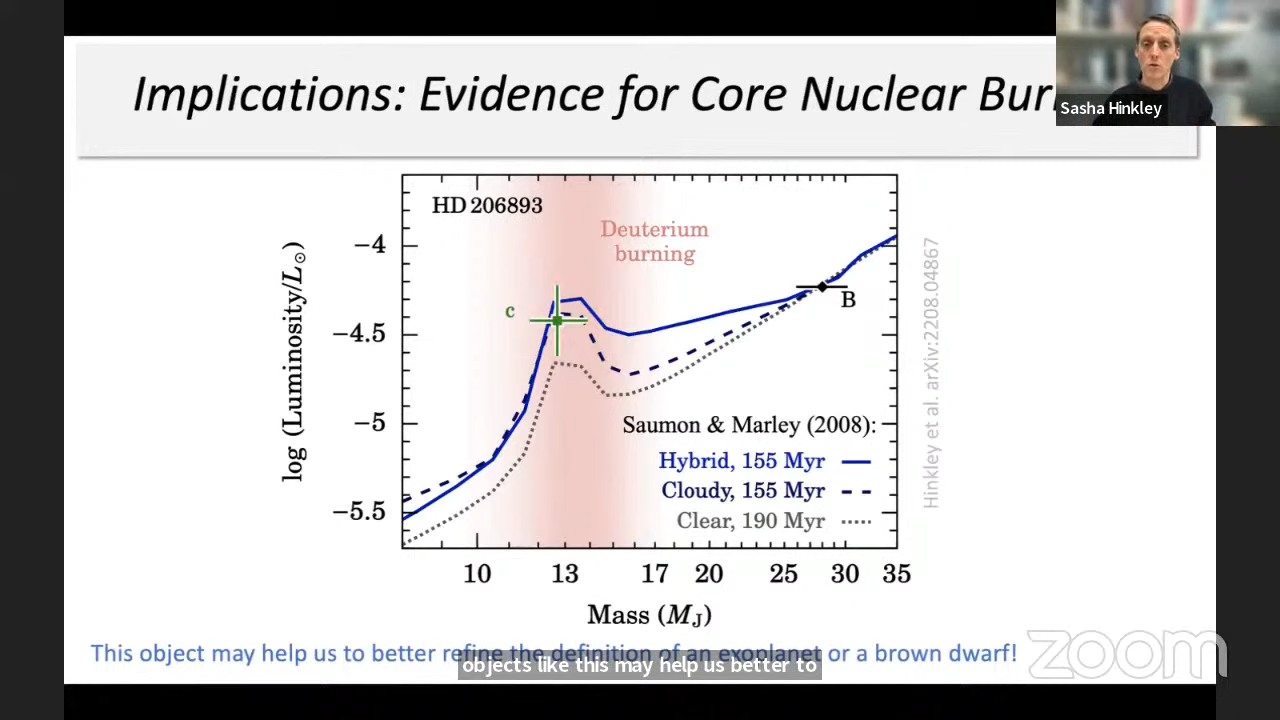 Implications: Evidence for Core Nuclear Bur
Sasha Hinkley
HD 206893
Deuterium
burning
−4
−4.5
−5
−5.5
log (Luminosity/L⊙)
c
B
Saumon & Marley (2008):
Hybrid, 155 Myr
Cloudy, 155 Myr
Clear, 190 Myr
10 13 17 20 25 30 35
Mass (MJ)
Hinkley et al. arXiv:2208.04867
This object may help us to better refine the definition of an exoplanet or a brown dwarf!
objects like this may help us better to
zoom